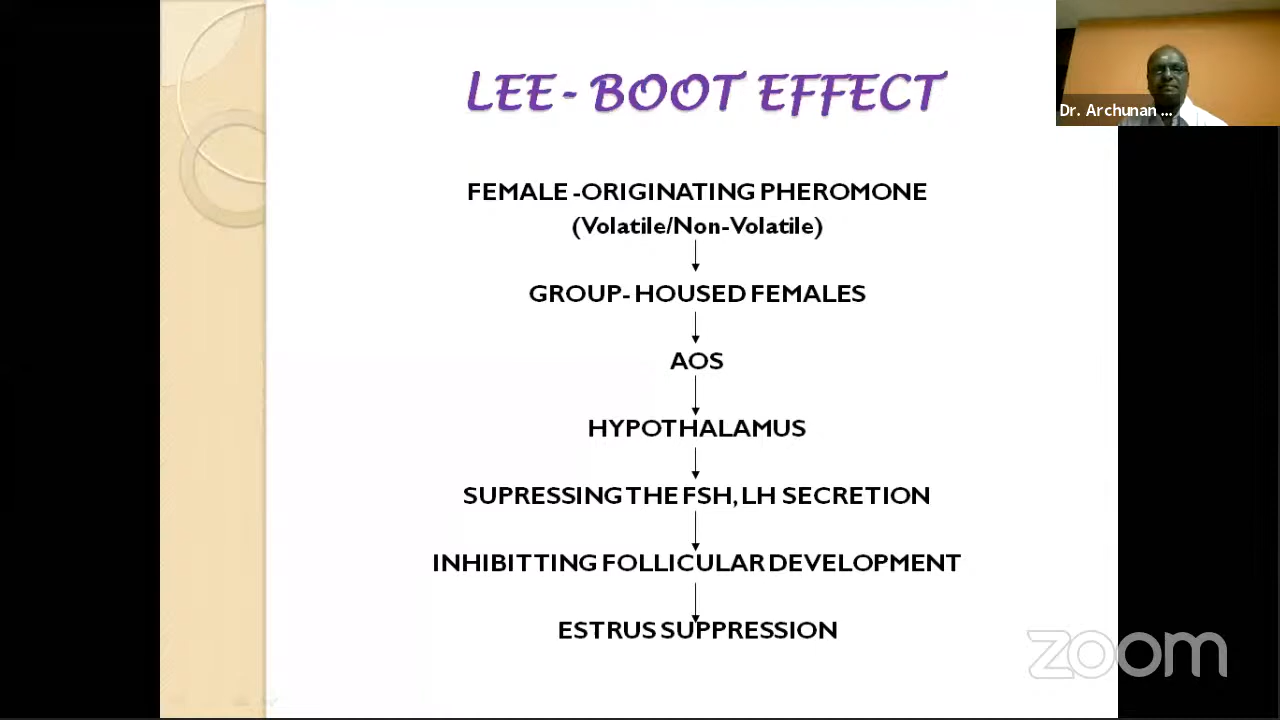 LEE- BOOT EFFECT
Dr. Archunan ...
FEMALE -ORIGINATING PHEROMONE
(Volatile/Non-Volatile)
GROUP- HOUSED FEMALES
AOS
HYPOTHALAMUS
SUPRESSING THE FSH, LH SECRETION
INHIBITTING FOLLICULAR DEVELOPMENT
ESTRUS SUPPRESSION
zoom